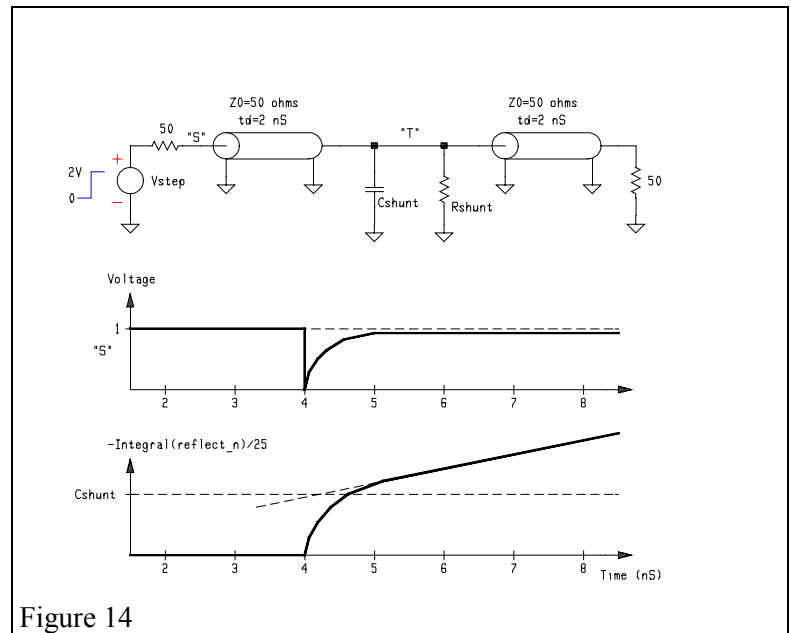 Z0=50 ohms
td=2 nS
Z0=50 ohms
td=2 nS
50
"S"
"T"
2V
0
+
Vstep
−
Cshunt
Rshunt
50
Voltage
1
"S"
2 3 4 5 6 7 8
-Integral(reflect_n)/25
Cshunt
2 3 4 5 6 7 8
Time (nS)
Figure 14